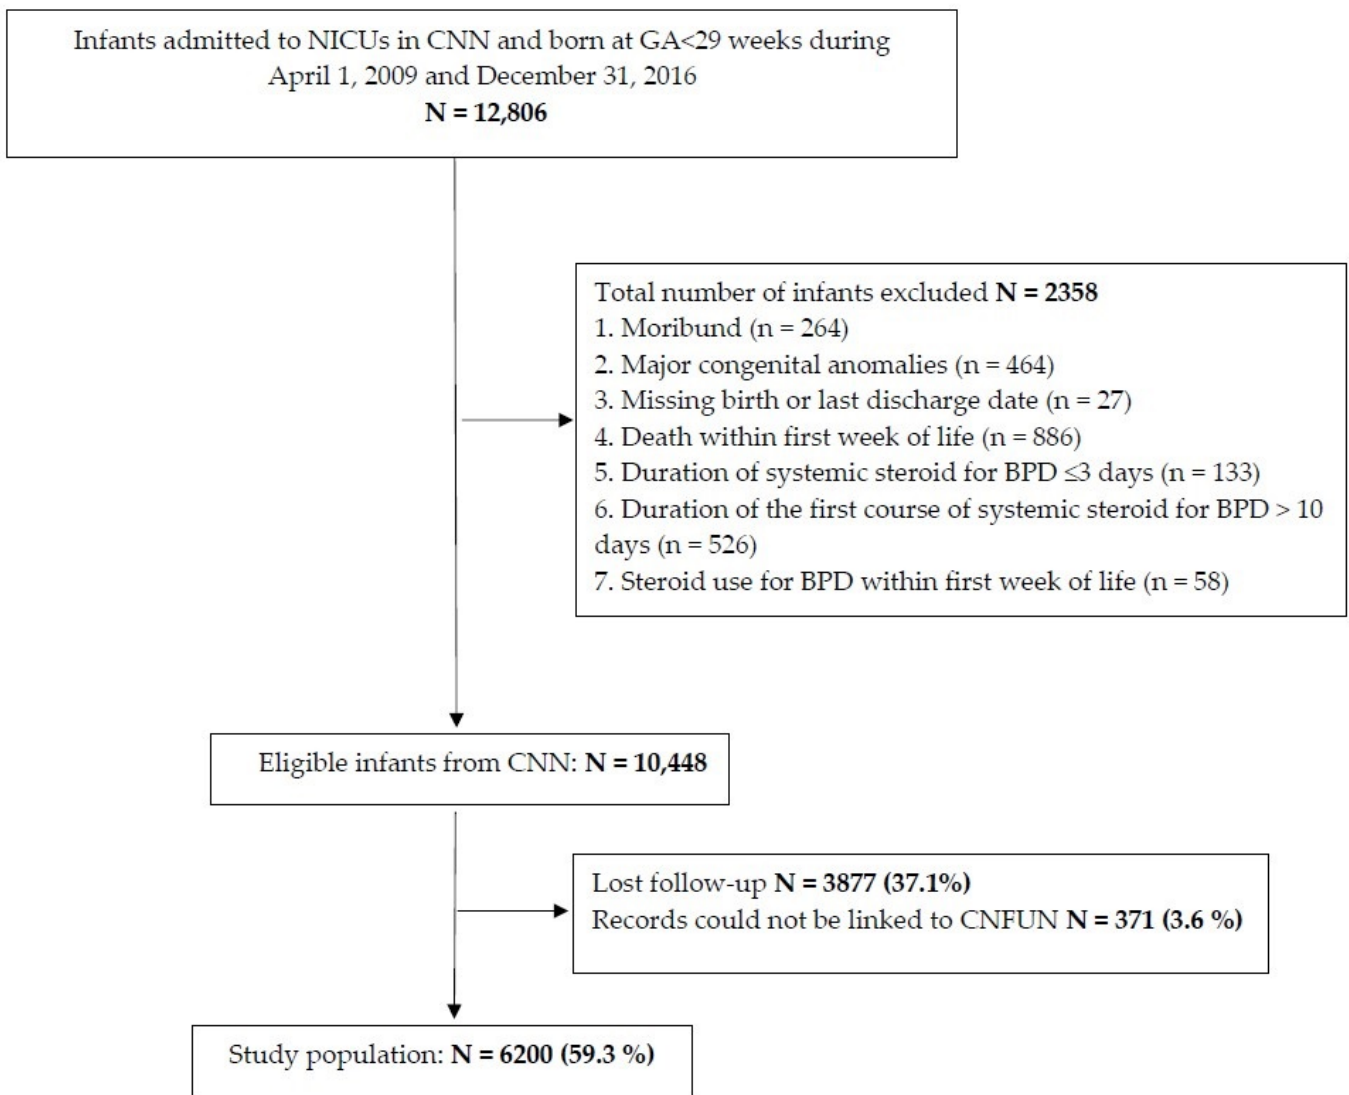 Infants admitted to NICUs in CNN and born at GA<29 weeks during
April 1, 2009 and December 31, 2016
N = 12,806
Total number of infants excluded N = 2358
1. Moribund (n = 264)
2. Major congenital anomalies (n = 464)
3. Missing birth or last discharge date (n = 27)
4. Death within first week of life (n = 886)
5. Duration of systemic steroid for BPD ≤3 days (n = 133)
6. Duration of the first course of systemic steroid for BPD > 10
days (n = 526)
7. Steroid use for BPD within first week of life (n = 58)
Eligible infants from CNN: N = 10,448
Lost follow-up N = 3877 (37.1%)
Records could not be linked to CNFUN N = 371 (3.6 %)
Study population: N = 6200 (59.3 %)